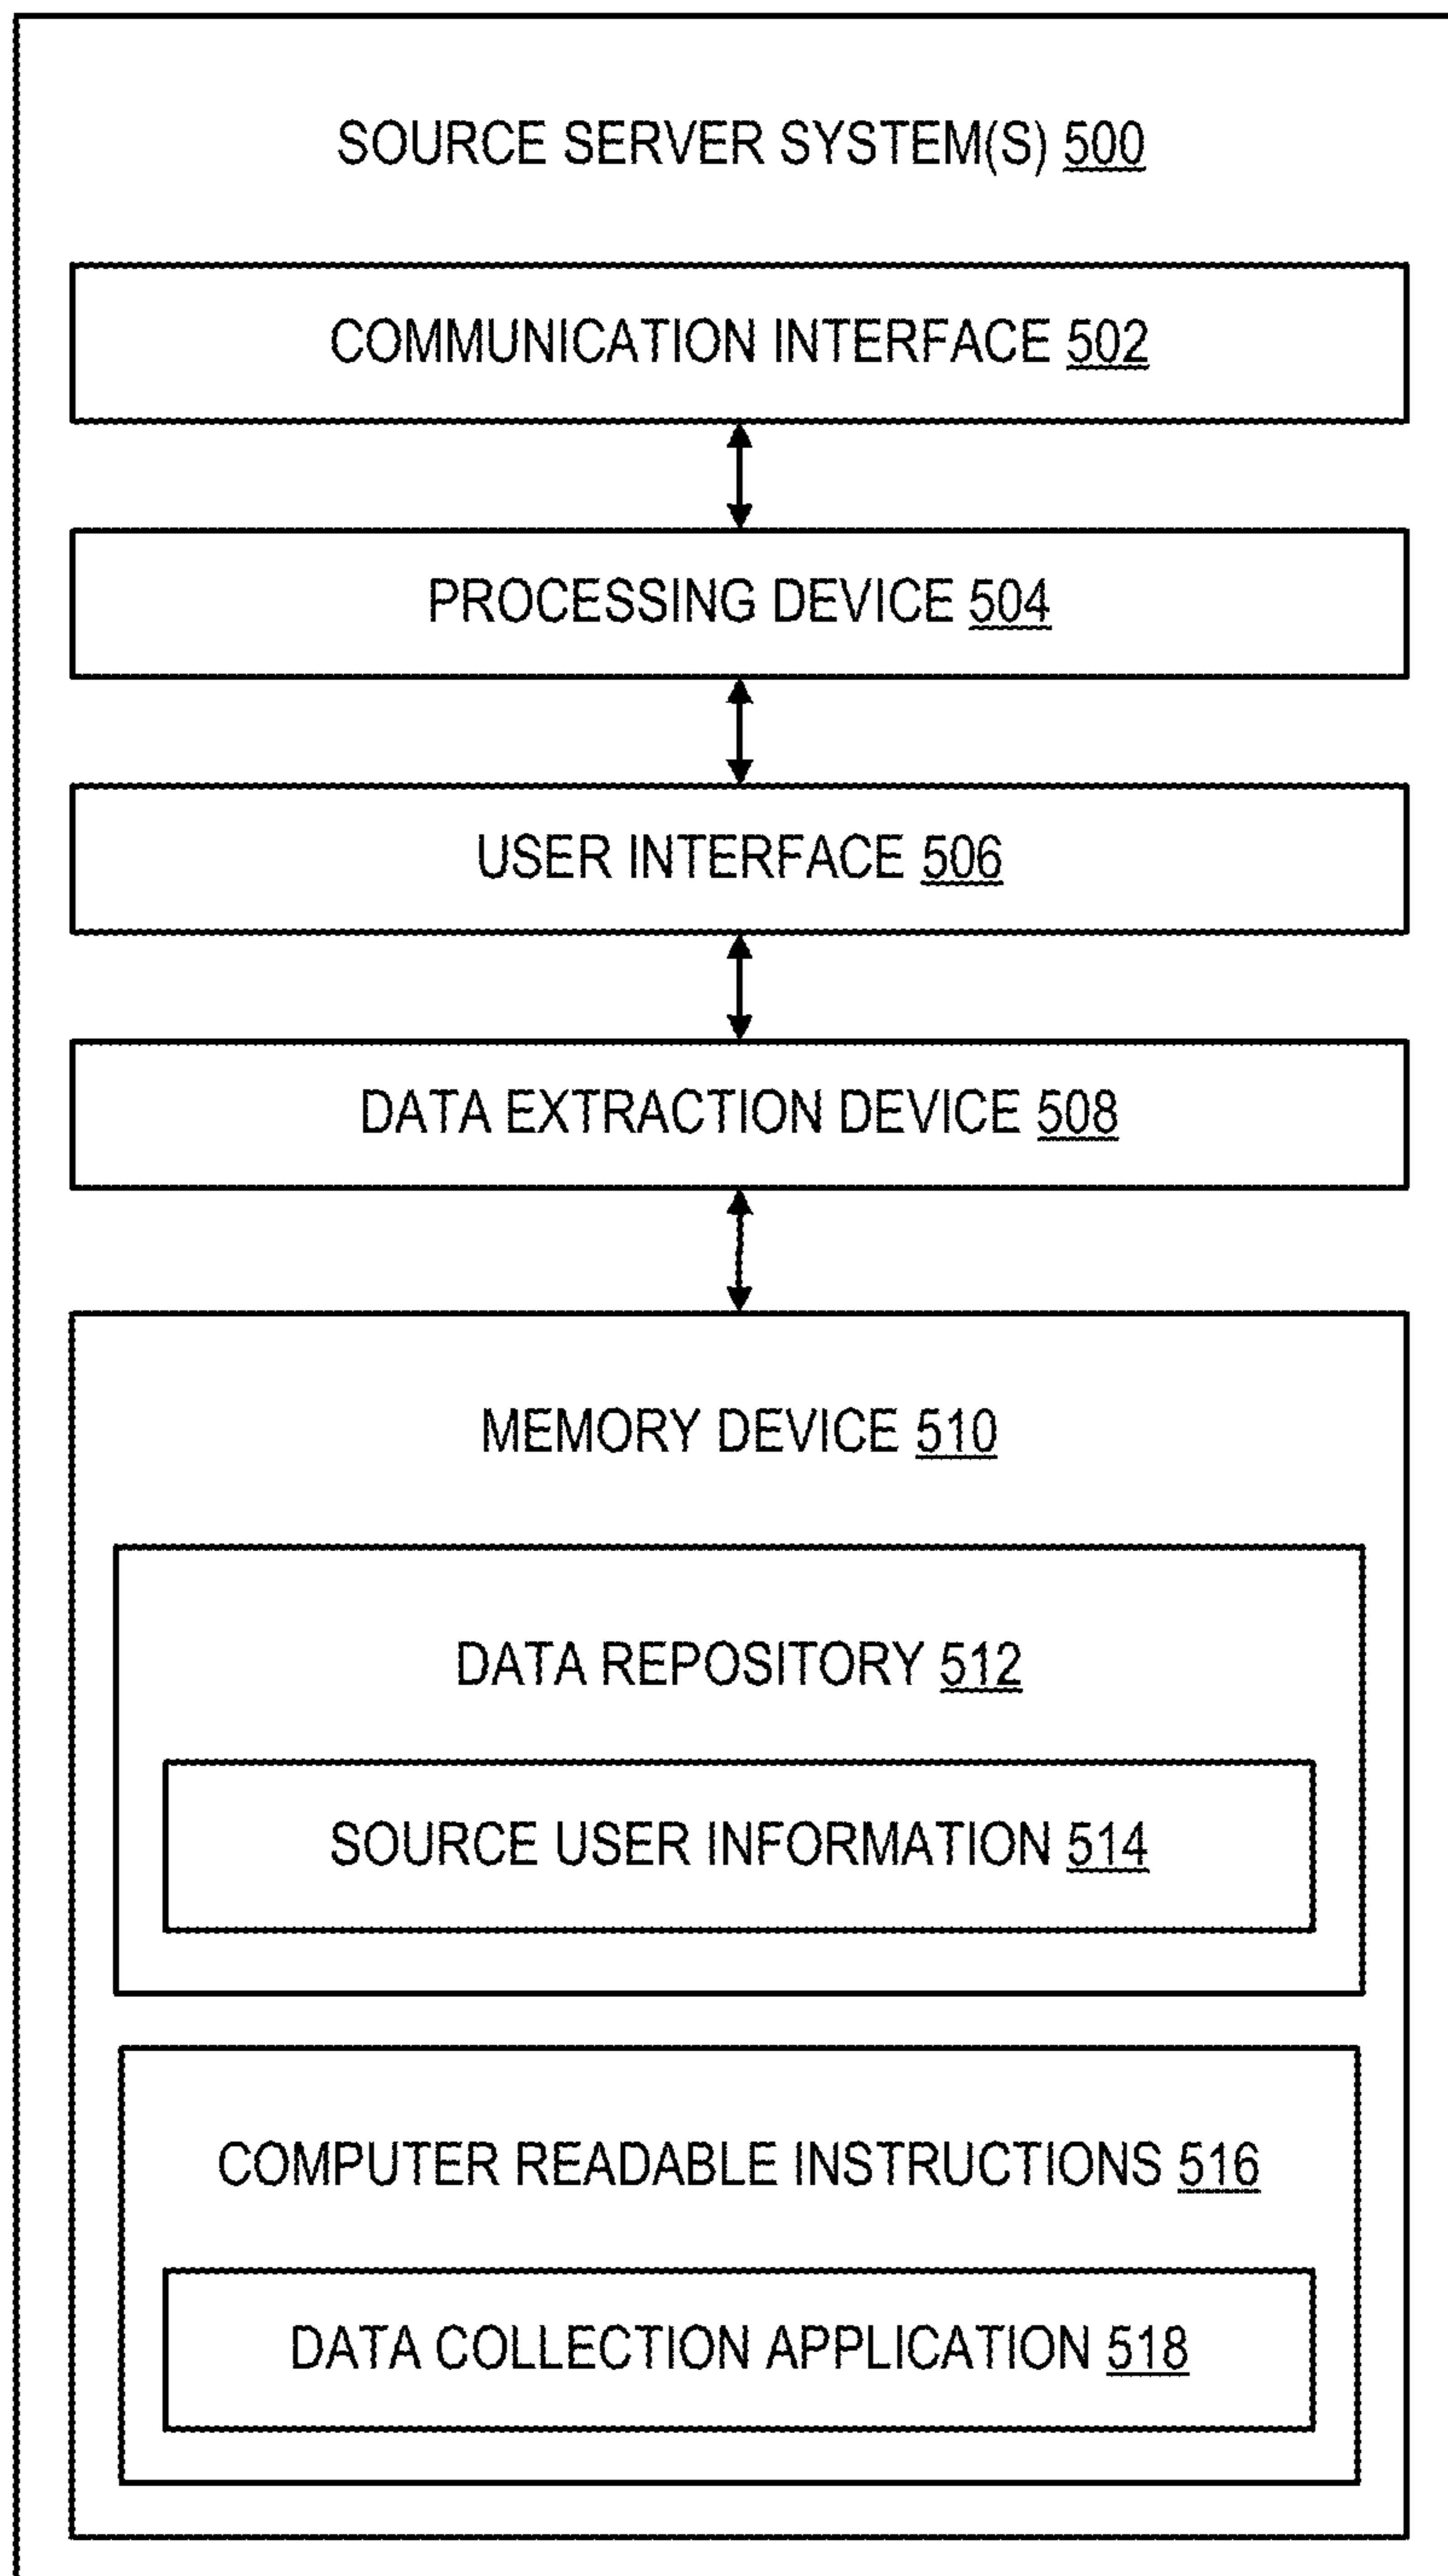 SOURCE SERVER SYSTEM(S) 500
COMMUNICATION INTERFACE 502
PROCESSING DEVICE 504
USER INTERFACE 506
DATA EXTRACTION DEVICE 508
MEMORY DEVICE 510
DATA REPOSITORY 512
SOURCE USER INFORMATION 514
COMPUTER READABLE INSTRUCTIONS 516
DATA COLLECTION APPLICATION 518